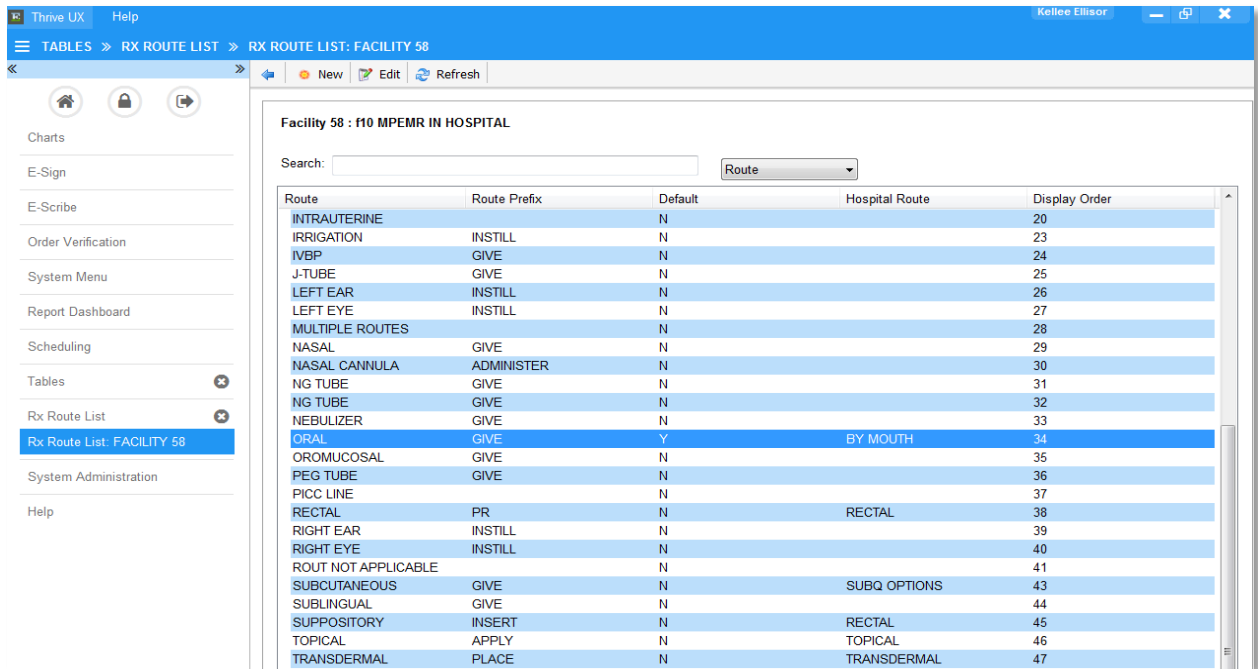 Thrive UX Help Kellee Ellisor
TABLES » RX ROUTE LIST » RX ROUTE LIST: FACILITY 58
New Edit Refresh
Charts
E-Sign
E-Scribe
Order Verification
System Menu
Report Dashboard
Scheduling
Tables
Rx Route List
Rx Route List: FACILITY 58
System Administration
Help
Facility 58 : f10 MPEMR IN HOSPITAL
Search: Route
Route Route Prefix Default Hospital Route Display Order
INTRAUTERINE N 20
IRRIGATION INSTILL N 23
IVBP GIVE N 24
J-TUBE GIVE N 25
LEFT EAR INSTILL N 26
LEFT EYE INSTILL N 27
MULTIPLE ROUTES N 28
NASAL GIVE N 29
NASAL CANNULA ADMINISTER N 30
NG TUBE GIVE N 31
NG TUBE GIVE N 32
NEBULIZER GIVE N 33
ORAL GIVE Y BY MOUTH 34
OROMUCOSAL GIVE N 35
PEG TUBE GIVE N 36
PICC LINE N 37
RECTAL PR N RECTAL 38
RIGHT EAR INSTILL N 39
RIGHT EYE INSTILL N 40
ROUT NOT APPLICABLE N 41
SUBCUTANEOUS GIVE N SUBQ OPTIONS 43
SUBLINGUAL GIVE N 44
SUPPOSITORY INSERT N RECTAL 45
TOPICAL APPLY N TOPICAL 46
TRANSDERMAL PLACE N TRANSDERMAL 47